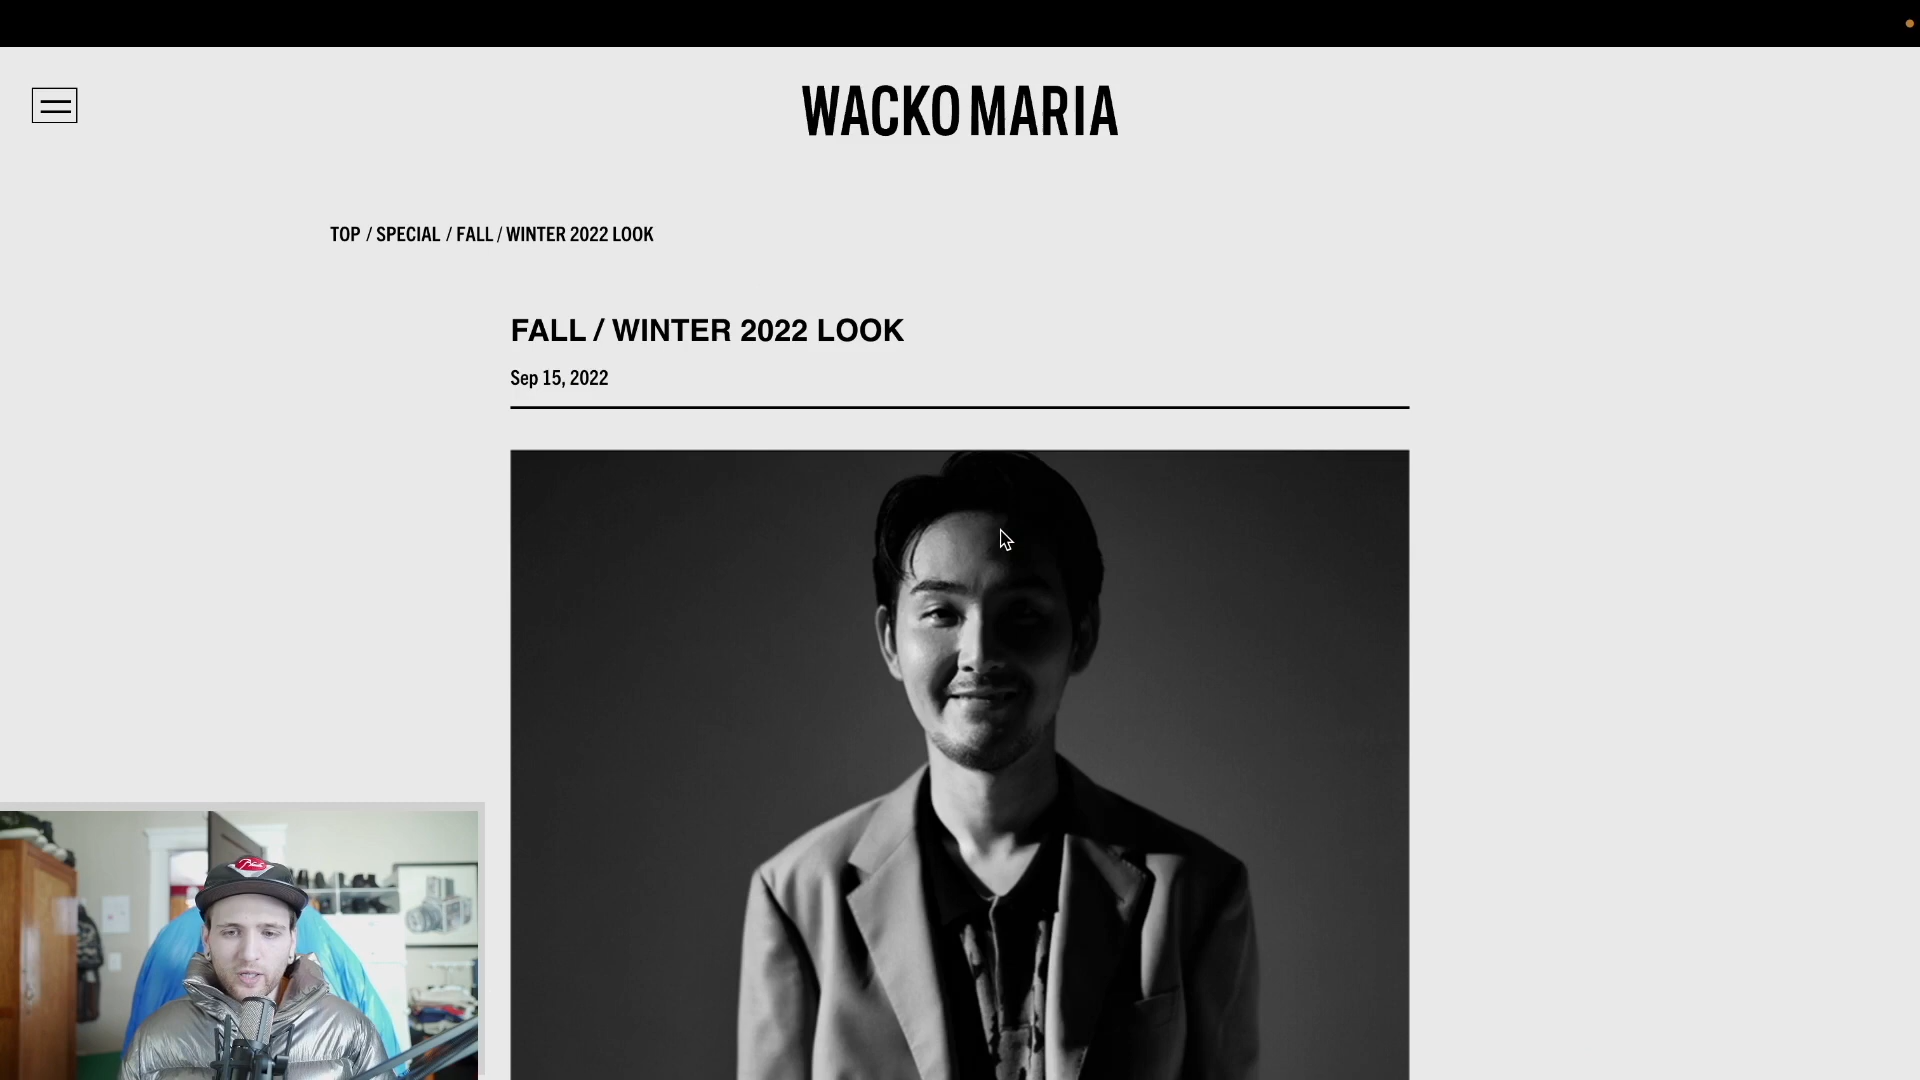 WACKO MARIA
TOP / SPECIAL / FALL / WINTER 2022 LOOK
FALL / WINTER 2022 LOOK
Sep 15, 2022